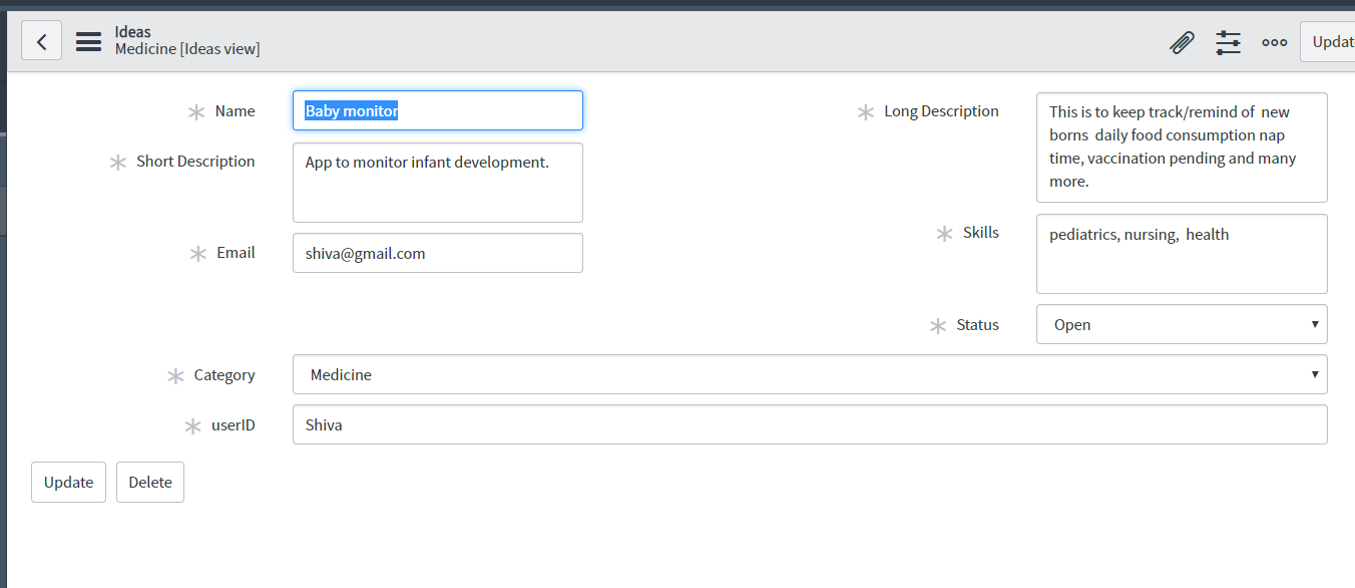 Ideas
Medicine [Ideas view]
Updat
Name
Baby monitor
Short Description
App to monitor infant development.
Email
shiva@gmail.com
Long Description
This is to keep track/remind of  new
borns  daily food consumption nap
time, vaccination pending and many
more.
Skills
pediatrics, nursing,  health
Status
Open
Category
Medicine
userID
Shiva
Update
Delete